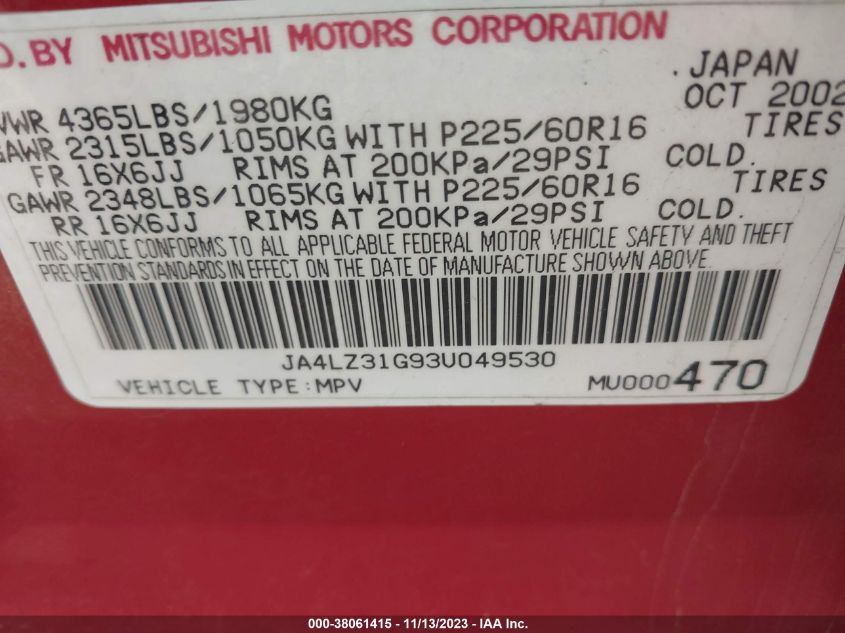 D. BY MITSUBISHI MOTORS CORPORATION
. JAPAN
OCT 2002
VWR 4365LBS/1980KG
GAWR 2315LBS/1050KG WITH P225/60R16 TIRES
FR 16X6JJ RIMS AT 200KPa/29PSI COLD.
GAWR 2348LBS/1065KG WITH P225/60R16 TIRES
RR 16X6JJ RIMS AT 200KPa/29PSI COLD.
THIS VEHICLE CONFORMS TO ALL APPLICABLE FEDERAL MOTOR VEHICLE SAFETY AND THEFT
PREVENTION STANDARDS IN EFFECT ON THE DATE OF MANUFACTURE SHOWN ABOVE.
JA4LZ31G93U049530
VEHICLE TYPE:MPV MU000470
000-38061415 - 11/13/2023 - IAA Inc.